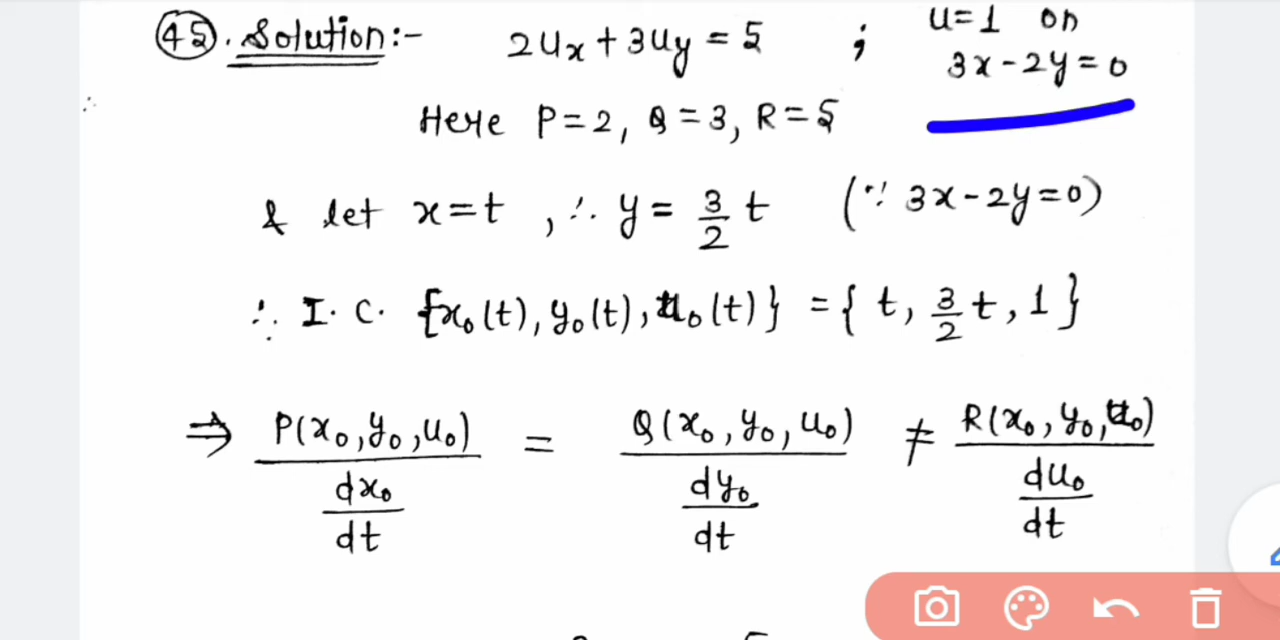 45. Solution:- 2ux + 3uy = 5 ; u=1 on
3x - 2y = 0
Here P=2, Q=3, R=5
& let x=t, ∴ y = 3/2 t (∵ 3x-2y=0)
∴ I.C. {x₀(t), y₀(t), u₀(t)} = {t, 3/2 t, 1}
⇒ P(x₀,y₀,u₀) / (dx₀/dt) = Q(x₀,y₀,u₀) / (dy₀/dt) ≠ R(x₀,y₀,u₀) / (du₀/dt)